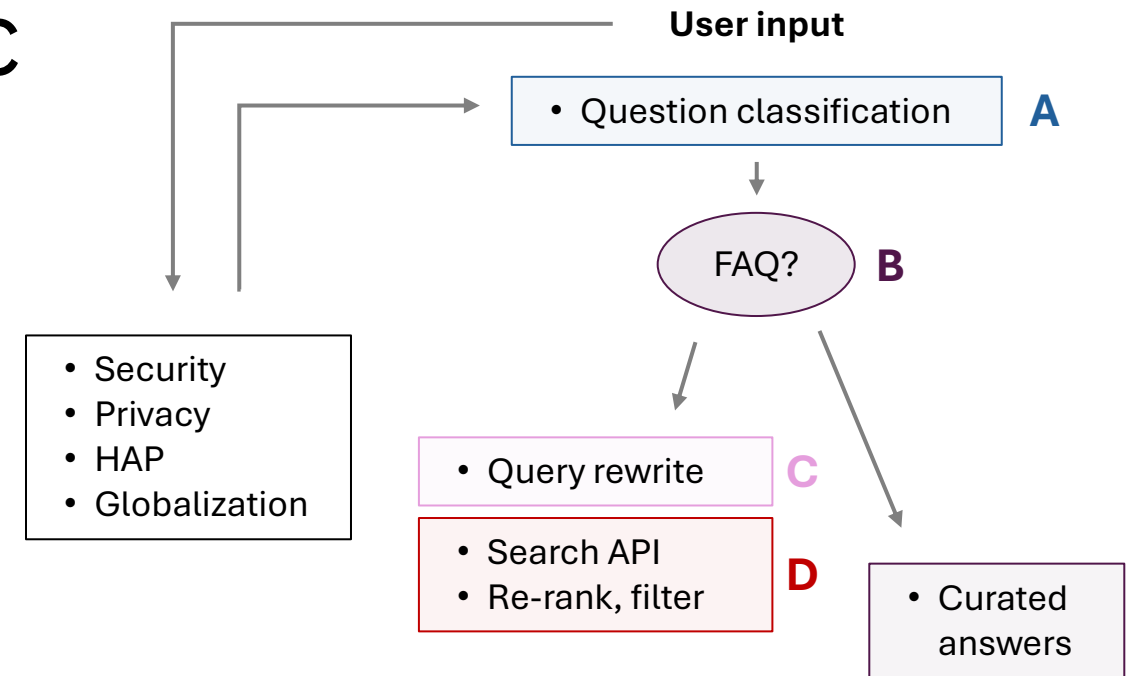 C
User input
• Question classification
A
FAQ?
B
• Security
• Privacy
• HAP
• Globalization
• Query rewrite
C
• Search API
• Re-rank, filter
D
• Curated
answers